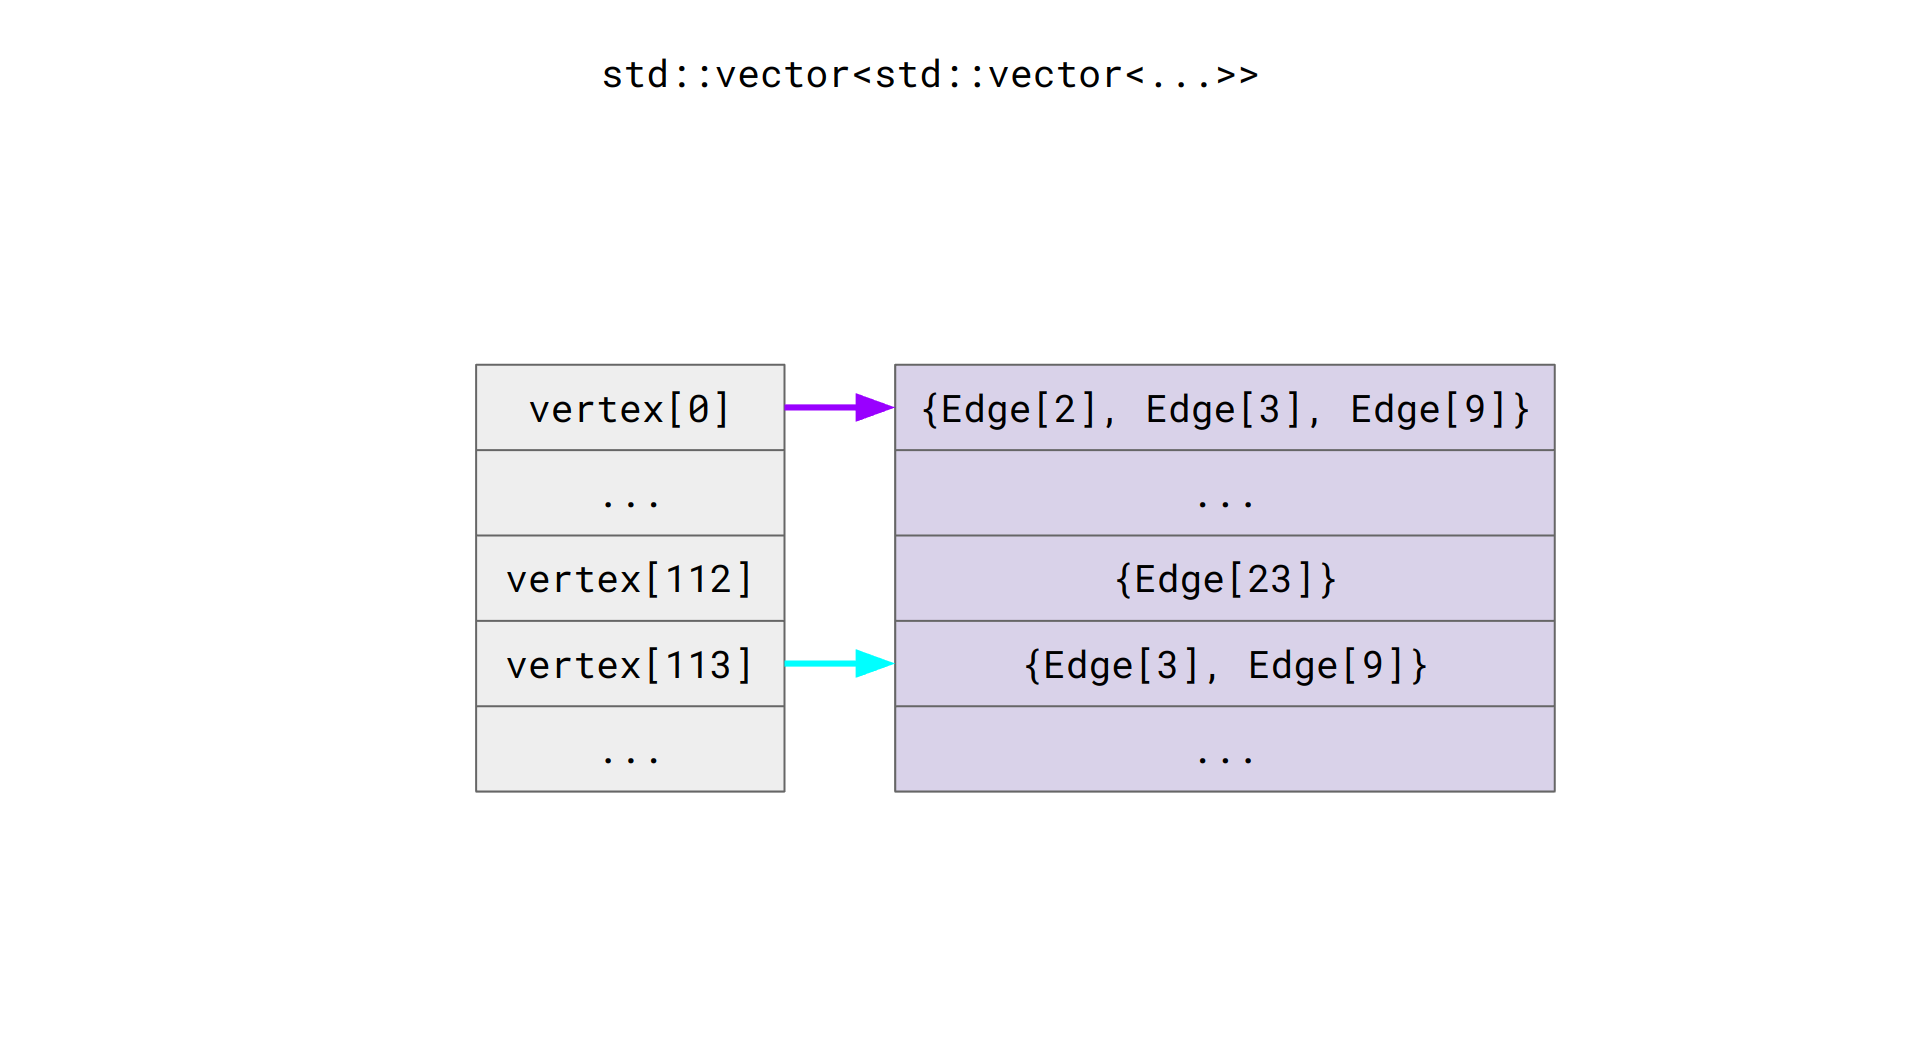 std::vector<std::vector<...>>
vertex[0] {Edge[2], Edge[3], Edge[9]}
... ...
vertex[112] {Edge[23]}
vertex[113] {Edge[3], Edge[9]}
... ...